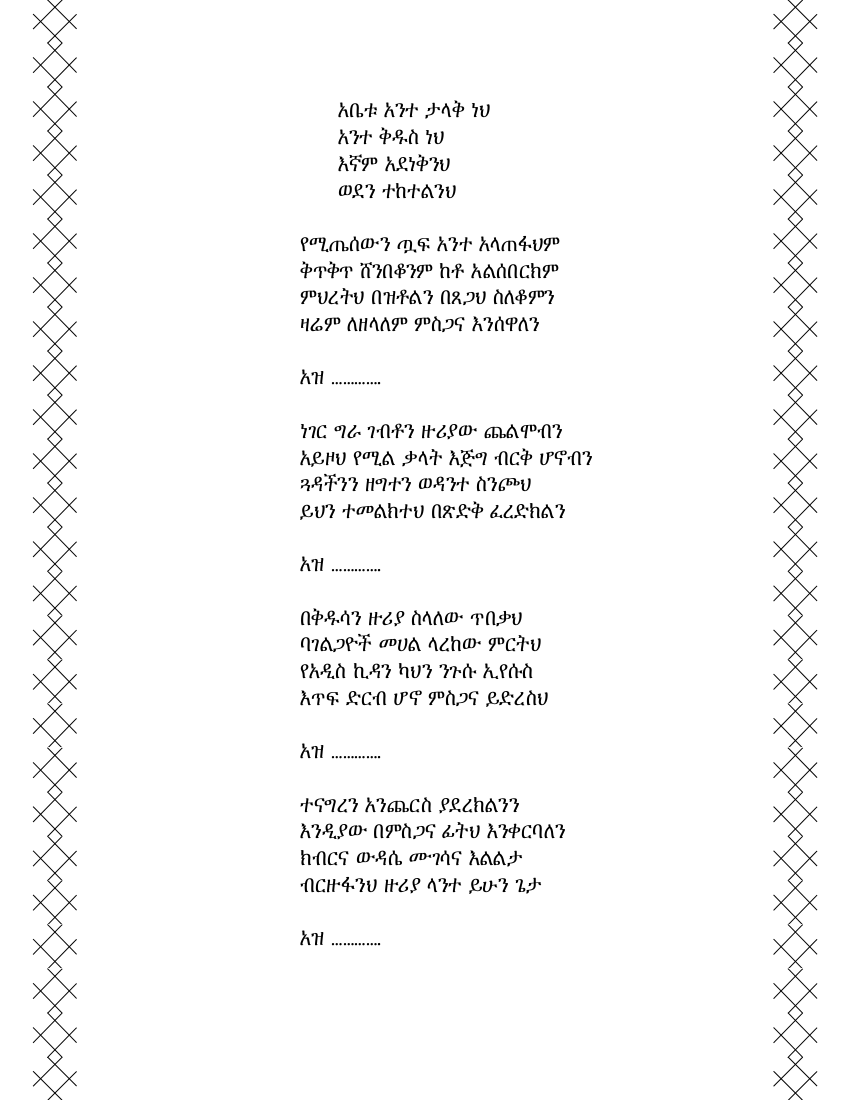 አቤቱ አንተ ታላቅ ነህ
አንተ ቅዱስ ነህ
እኛም አደነቅንህ
ወደን ተከተልንህ
የሚጤሰውን ጧፍ አንተ አላጠፋህም
ቅጥቅጥ ሸንበቆንም ከቶ አልሰበርክም
ምህረትህ በዝቶልን በጸጋህ ስለቆምን
ዛሬም ለዘላለም ምስጋና እንሰዋለን
አዝ .............
ነገር ግራ ገብቶን ዙሪያው ጨልሞብን
አይዞህ የሚል ቃላት እጅግ ብርቅ ሆኖብን
ጓዳችንን ዘግተን ወዳንተ ስንጮህ
ይህን ተመልክተህ በጽድቅ ፈረድክልን
አዝ .............
በቅዱሳን ዙሪያ ስላለው ጥበቃህ
ባገልጋዮች መሀል ላረከው ምርትህ
የአዲስ ኪዳን ካህን ንጉሱ ኢየሱስ
እጥፍ ድርብ ሆኖ ምስጋና ይድረስህ
አዝ .............
ተናግረን አንጨርስ ያደረክልንን
እንዲያው በምስጋና ፊትህ እንቀርባለን
ክብርና ውዳሴ ሙገሳና እልልታ
ብርዙፋንህ ዙሪያ ላንተ ይሁን ጌታ
አዝ .............